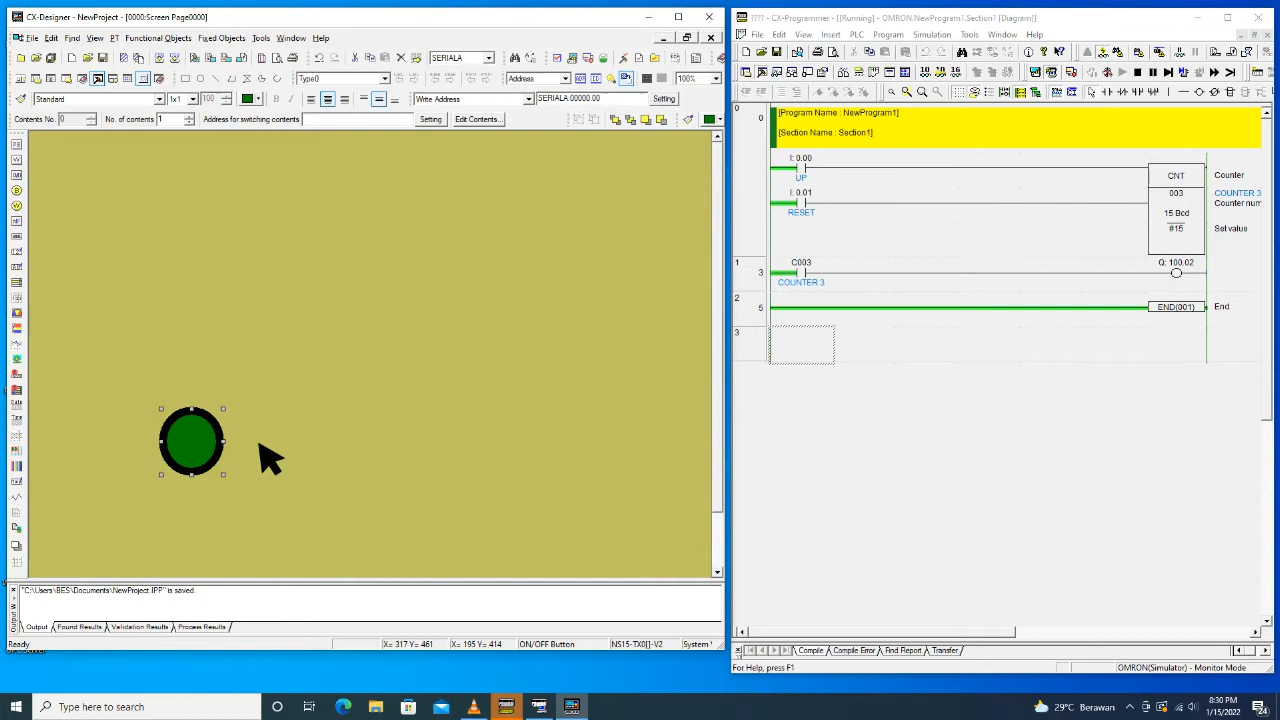 CX-Designer - NewProject - [0000:Screen Page0000]
File Edit Find View PT Functional Objects Fixed Objects Tools Window Help
SERIALA
Type0
Address
100%
Standard
1x1
100
B I
Write Address
SERIALA:00000.00
Setting
Contents No. 0
No. of contents 1
Address for switching contents
Setting
Edit Contents...
"C:\Users\BES\Documents\NewProject.IPP" is saved.
Output
Output Found Results Validation Results Process Results
Ready
X= 317 Y= 461
X= 195 Y= 414
ON/OFF Button
NS15-TX0[]-V2
System
???? - CX-Programmer - [[Running] - OMRON.NewProgram1.Section1 [Diagram]]
File Edit View Insert PLC Program Simulation Tools Window Help
0
0
[Program Name : NewProgram1]
[Section Name : Section1]
I: 0.00
UP
CNT
Counter
I: 0.01
RESET
003
COUNTER 3
Counter num
15 Bcd
#15
Set value
1
3
C003
COUNTER 3
Q: 100.02
2
5
END(001)
End
3
Compile Compile Error Find Report Transfer
For Help, press F1
OMRON(Simulator) - Monitor Mode
Type here to search
29°C Berawan
8:30 PM
1/15/2022
24